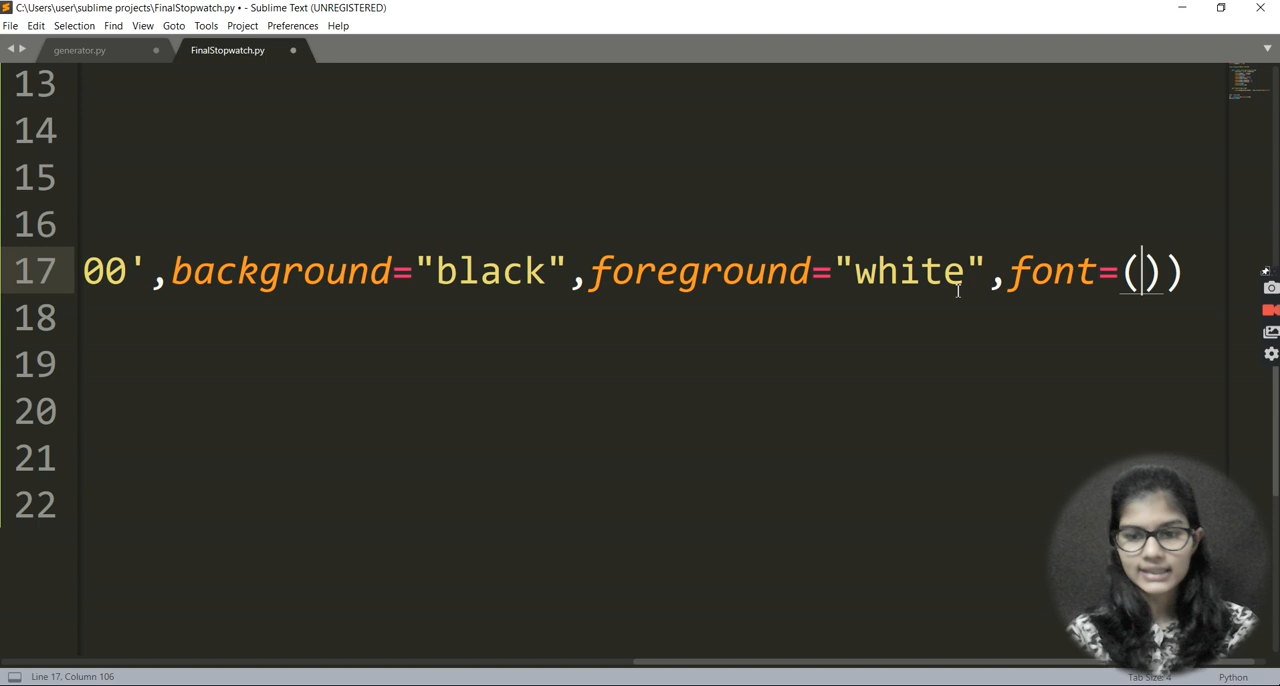 C:\Users\user\sublime projects\FinalStopwatch.py • - Sublime Text (UNREGISTERED)
File Edit Selection Find View Goto Tools Project Preferences Help
generator.py FinalStopwatch.py
13
14
15
16
17 00',background="black",foreground="white",font=())
18
19
20
21
22
Line 17, Column 106 Tab Size: 4 Python